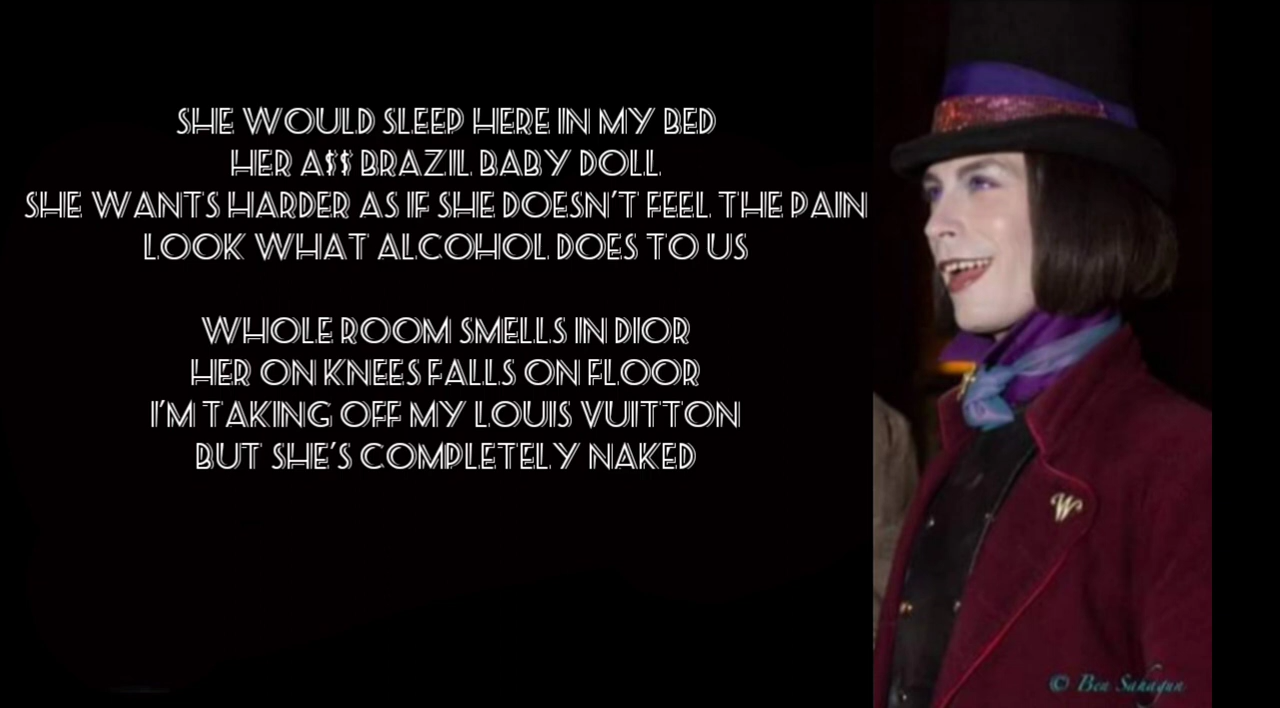 SHE WOULD SLEEP HERE IN MY BED
HER A$$ BRAZIL BABY DOLL
SHE WANTS HARDER AS IF SHE DOESN'T FEEL THE PAIN
LOOK WHAT ALCOHOL DOES TO US
WHOLE ROOM SMELLS IN DIOR
HER ON KNEES FALLS ON FLOOR
I'M TAKING OFF MY LOUIS VUITTON
BUT SHE'S COMPLETELY NAKED
W
© Ben Sahagun